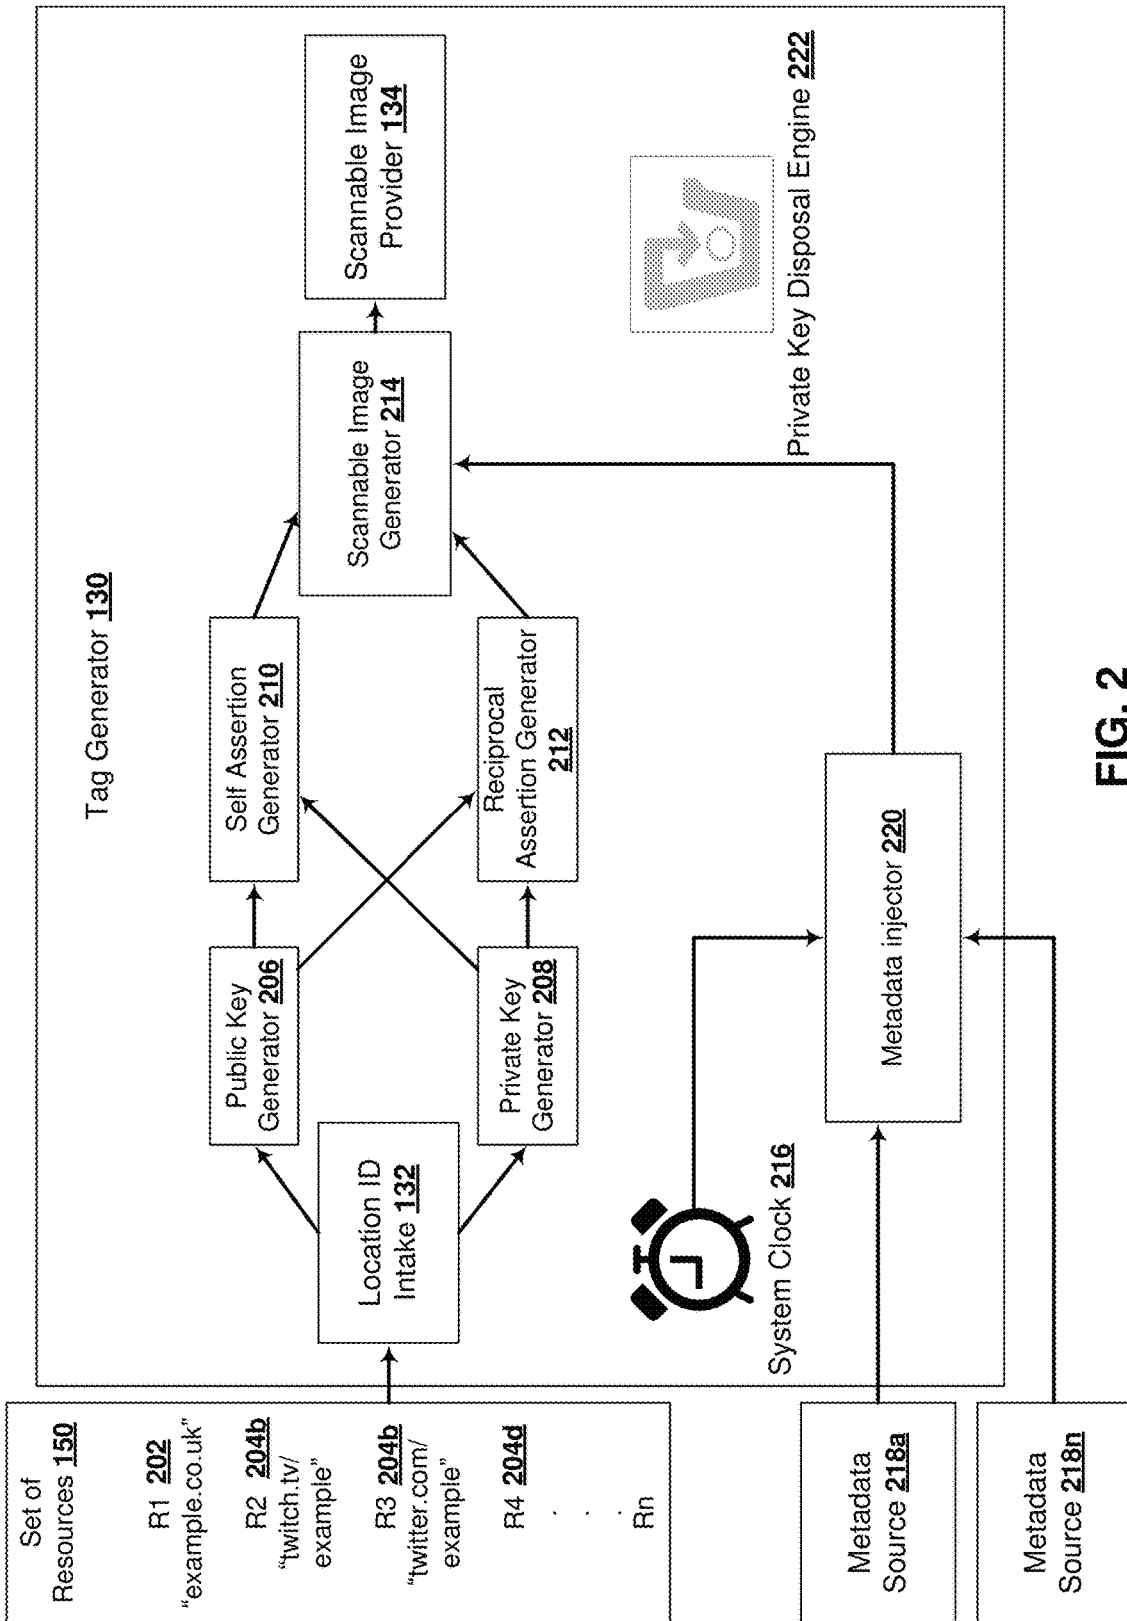 Set of
Resources 150
R1 202
“example.co.uk”
R2 204b
“twitch.tv/
example”
R3 204b
“twitter.com/
example”
R4 204d
.
.
.
Rn
Metadata
Source 218a
Metadata
Source 218n
Tag Generator 130
Location ID
Intake 132
Public Key
Generator 206
Private Key
Generator 208
Self Assertion
Generator 210
Reciprocal
Assertion Generator
212
Scannable Image
Generator 214
Scannable Image
Provider 134
System Clock 216
Metadata injector 220
Private Key Disposal Engine 222
FIG. 2